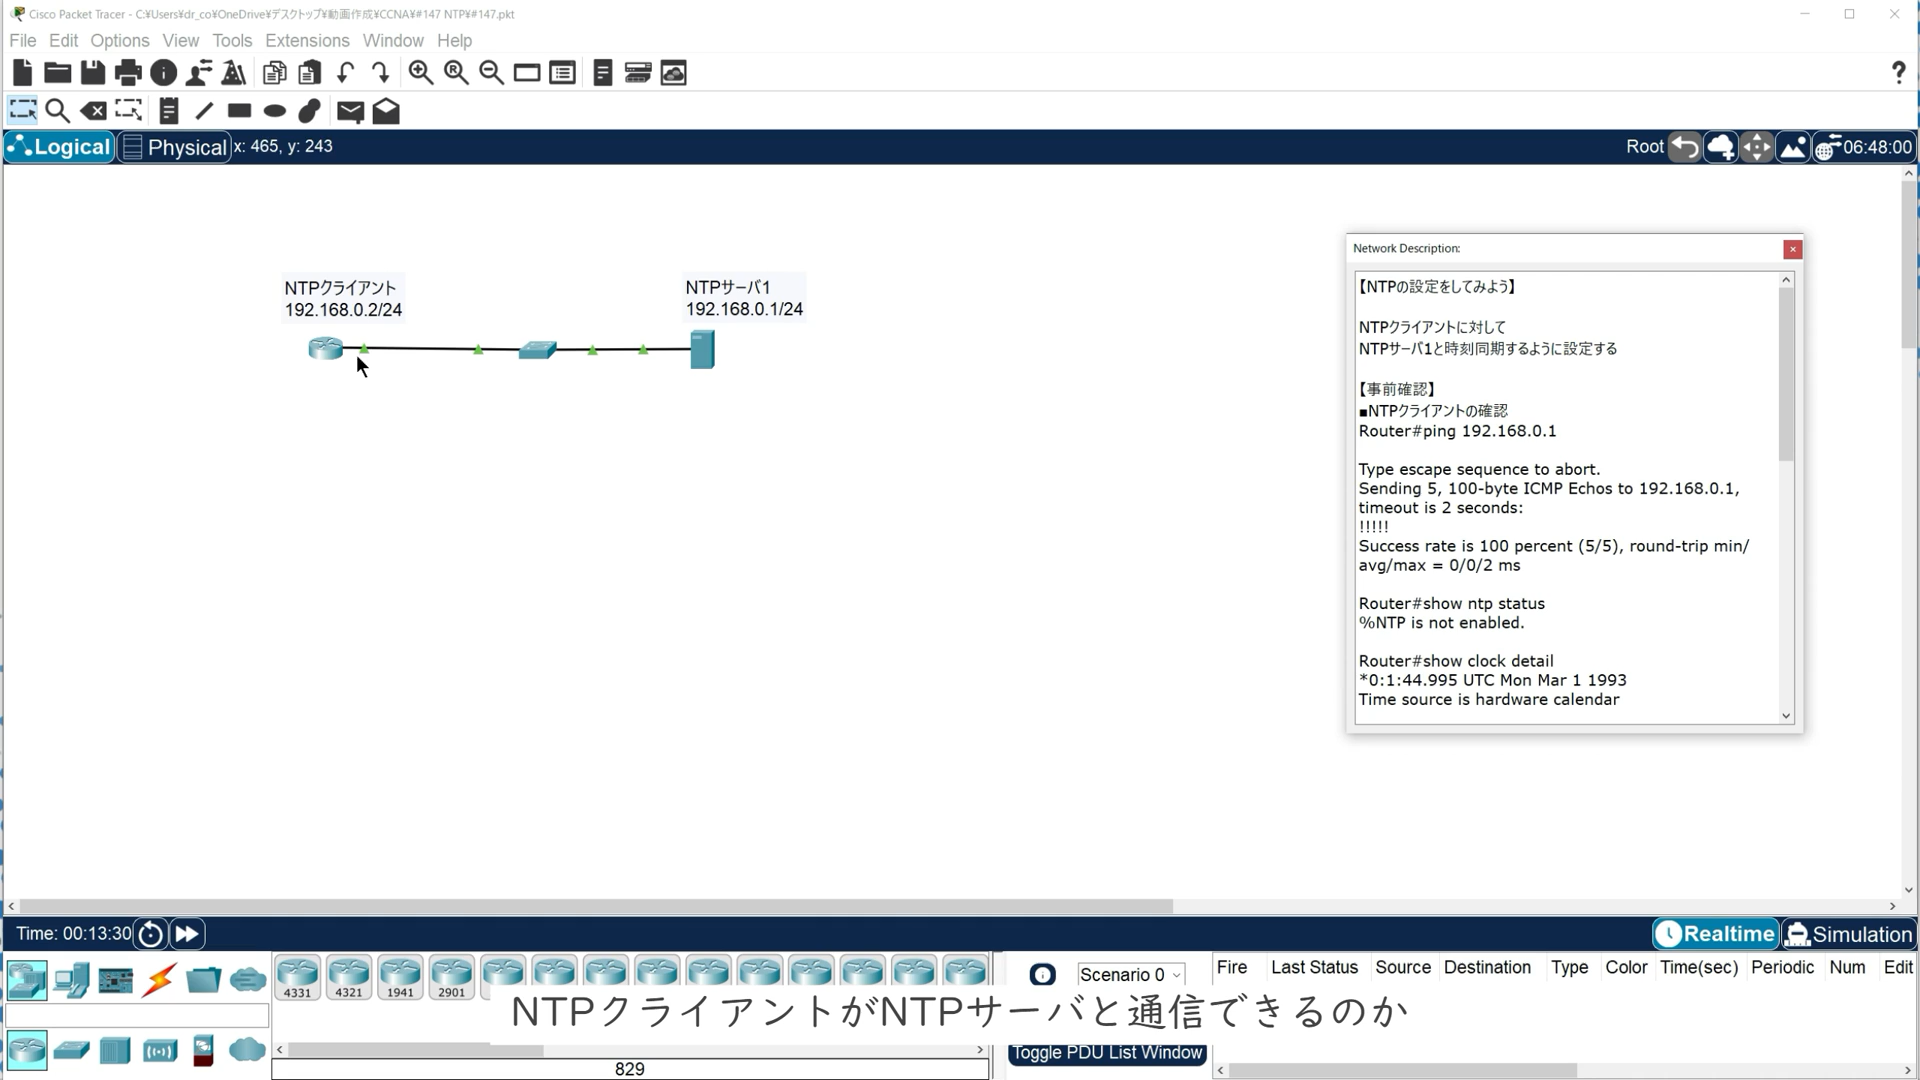 Cisco Packet Tracer - C:¥Users¥dr_co¥OneDrive¥デスクトップ¥動画作成¥CCNA¥#147 NTP¥#147.pkt
File Edit Options View Tools Extensions Window Help
?
Logical Physical x: 465, y: 243
Root 06:48:00
NTPクライアント
192.168.0.2/24
NTPサーバ1
192.168.0.1/24
Network Description:
【NTPの設定をしてみよう】
NTPクライアントに対して
NTPサーバ1と時刻同期するように設定する
【事前確認】
■NTPクライアントの確認
Router#ping 192.168.0.1
Type escape sequence to abort.
Sending 5, 100-byte ICMP Echos to 192.168.0.1,
timeout is 2 seconds:
!!!!!
Success rate is 100 percent (5/5), round-trip min/
avg/max = 0/0/2 ms
Router#show ntp status
%NTP is not enabled.
Router#show clock detail
*0:1:44.995 UTC Mon Mar 1 1993
Time source is hardware calendar
Time: 00:13:30
Realtime Simulation
4331 4321 1941 2901
Scenario 0
Fire Last Status Source Destination Type Color Time(sec) Periodic Num Edit
NTPクライアントがNTPサーバと通信できるのか
Toggle PDU List Window
829